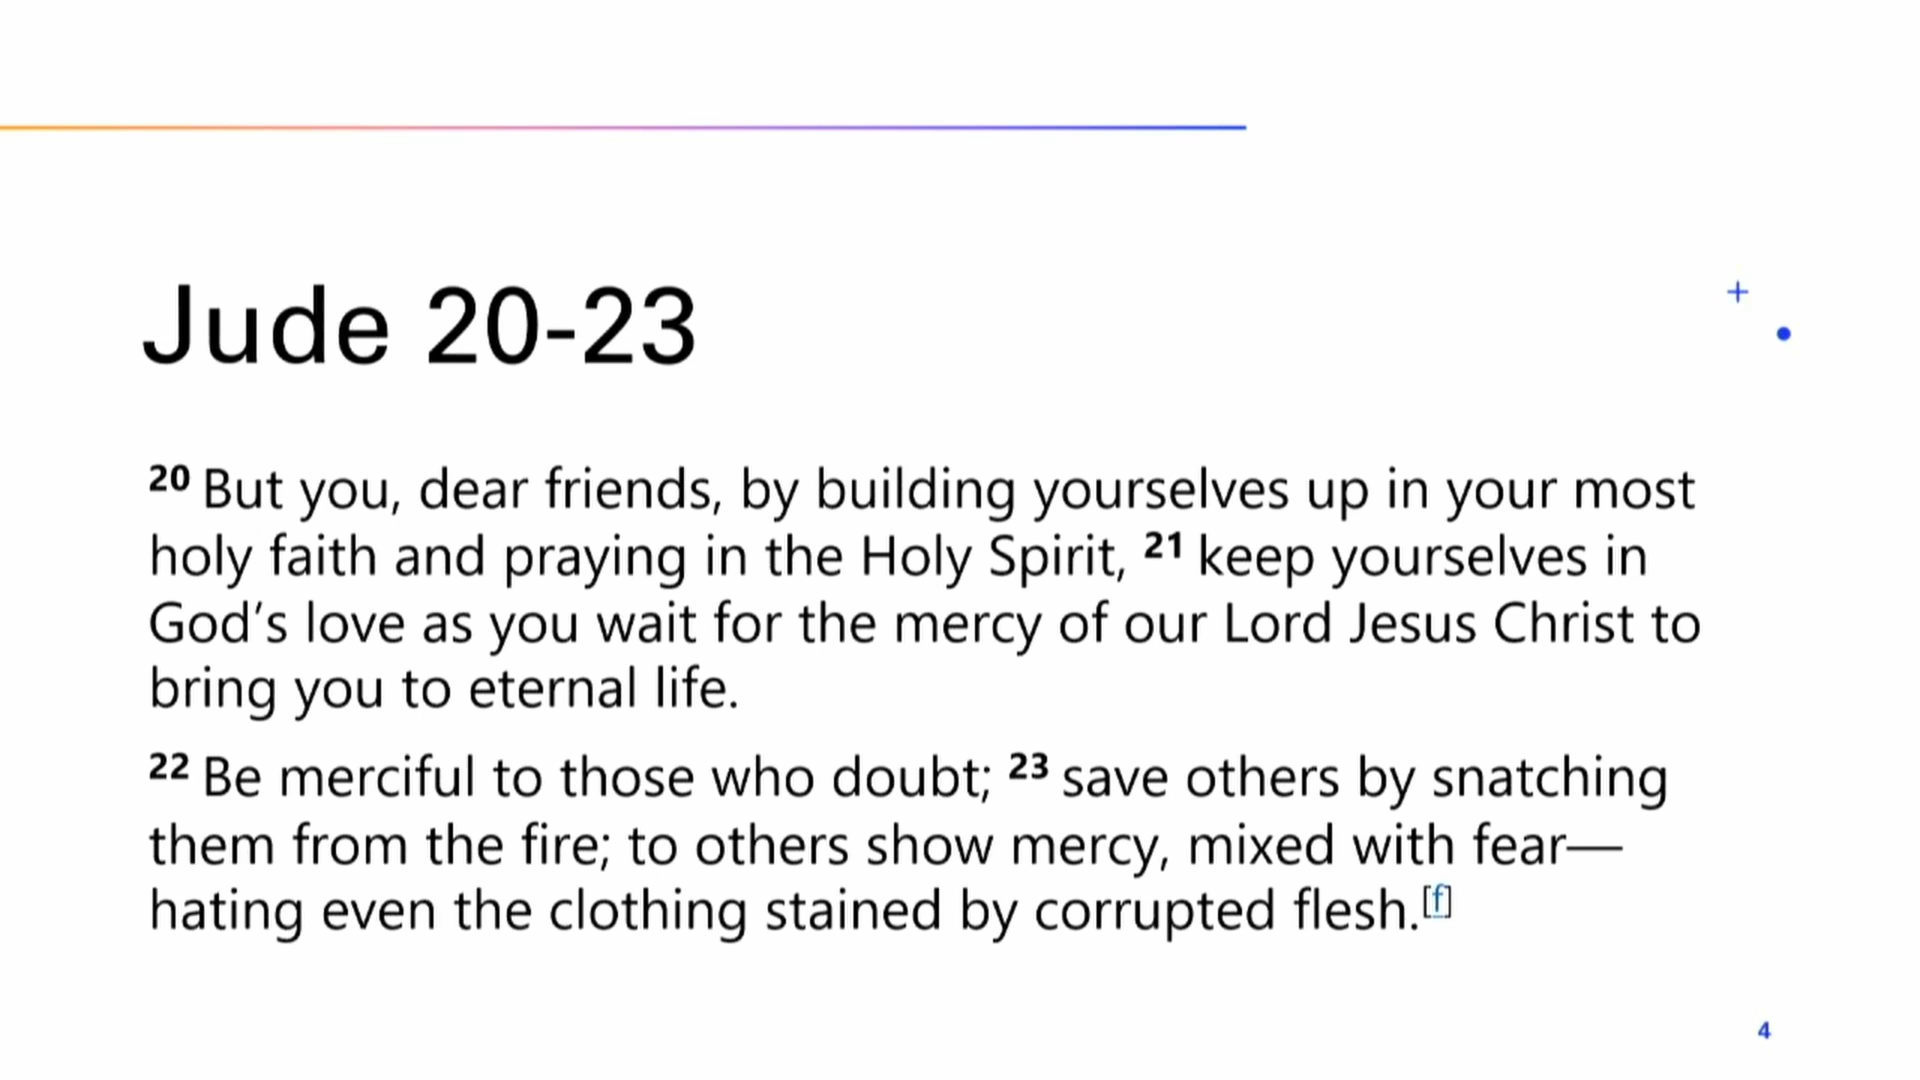 Jude 20-23
20 But you, dear friends, by building yourselves up in your most
holy faith and praying in the Holy Spirit, 21 keep yourselves in
God’s love as you wait for the mercy of our Lord Jesus Christ to
bring you to eternal life.
22 Be merciful to those who doubt; 23 save others by snatching
them from the fire; to others show mercy, mixed with fear—
hating even the clothing stained by corrupted flesh.[f]
4